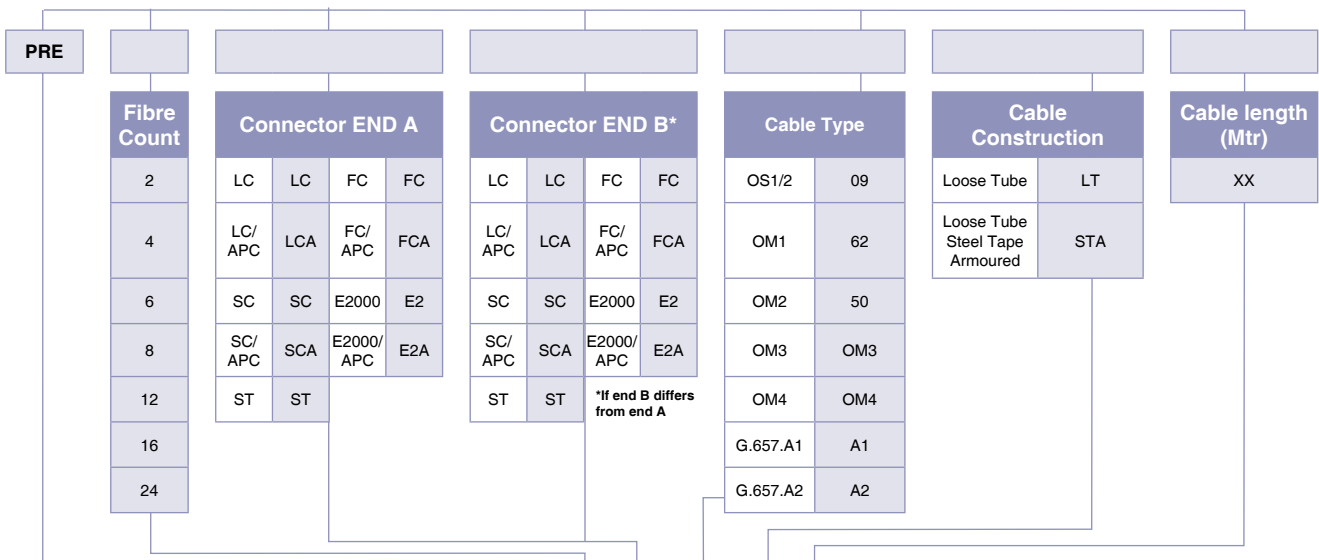 PRE
Fibre
Count
2
4
6
8
12
16
24
Connector END A
LC LC FC FC
LC/
APC LCA FC/
APC FCA
SC SC E2000 E2
SC/
APC SCA E2000/
APC E2A
ST ST
Connector END B*
LC LC FC FC
LC/
APC LCA FC/
APC FCA
SC SC E2000 E2
SC/
APC SCA E2000/
APC E2A
ST ST
*If end B differs
from end A
Cable Type
OS1/2 09
OM1 62
OM2 50
OM3 OM3
OM4 OM4
G.657.A1 A1
G.657.A2 A2
Cable
Construction
Loose Tube LT
Loose Tube
Steel Tape
Armoured STA
Cable length
(Mtr)
XX